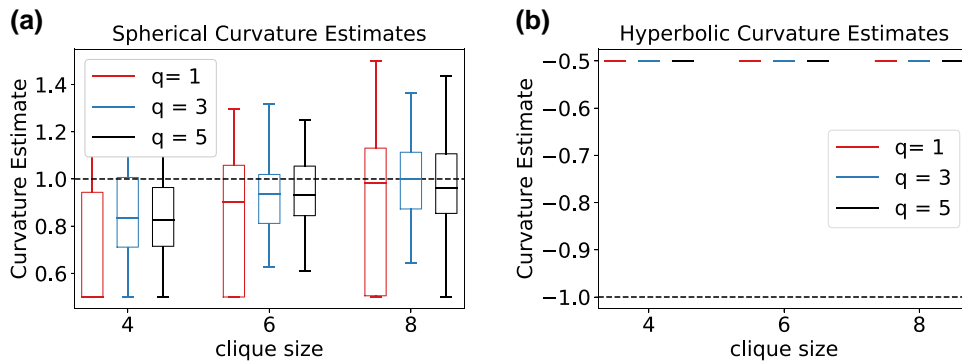 (a)
Spherical Curvature Estimates
Curvature Estimate
1.4
1.2
1.0
0.8
0.6
q= 1
q = 3
q = 5
4 6 8
clique size
(b)
Hyperbolic Curvature Estimates
Curvature Estimate
−0.5
−0.6
−0.7
−0.8
−0.9
−1.0
q= 1
q = 3
q = 5
4 6 8
clique size